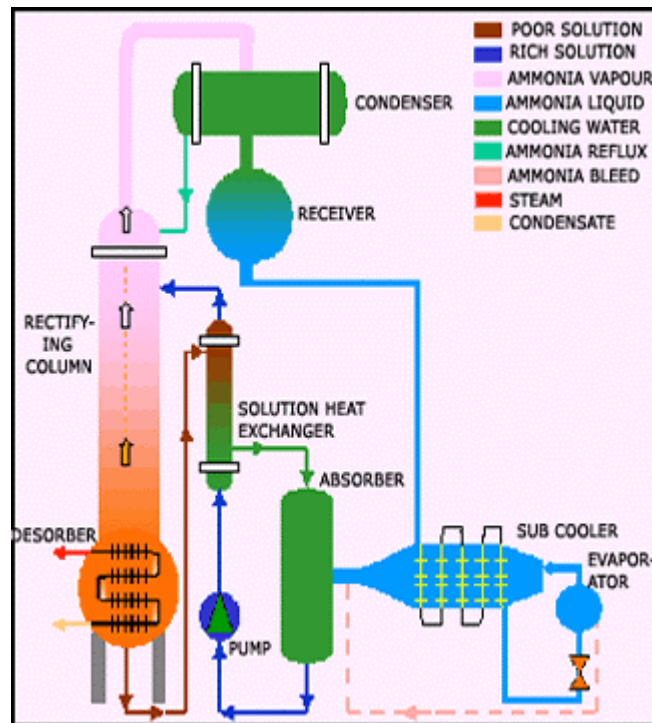 POOR SOLUTION
RICH SOLUTION
AMMONIA VAPOUR
AMMONIA LIQUID
COOLING WATER
AMMONIA REFLUX
AMMONIA BLEED
STEAM
CONDENSATE
CONDENSER
RECEIVER
RECTIFY-
ING
COLUMN
SOLUTION HEAT
EXCHANGER
ABSORBER
DESORBER
SUB COOLER
EVAPOR-
ATOR
PUMP